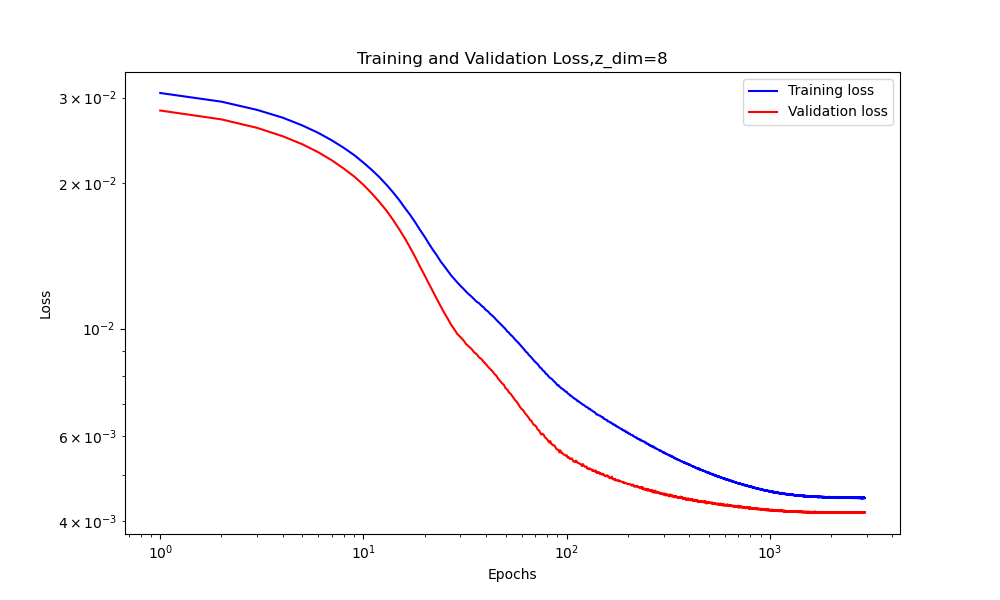 Training and Validation Loss,z_dim=8
Training loss
Validation loss
Loss
3 × 10⁻²
2 × 10⁻²
10⁻²
6 × 10⁻³
4 × 10⁻³
10⁰ 10¹ 10² 10³
Epochs